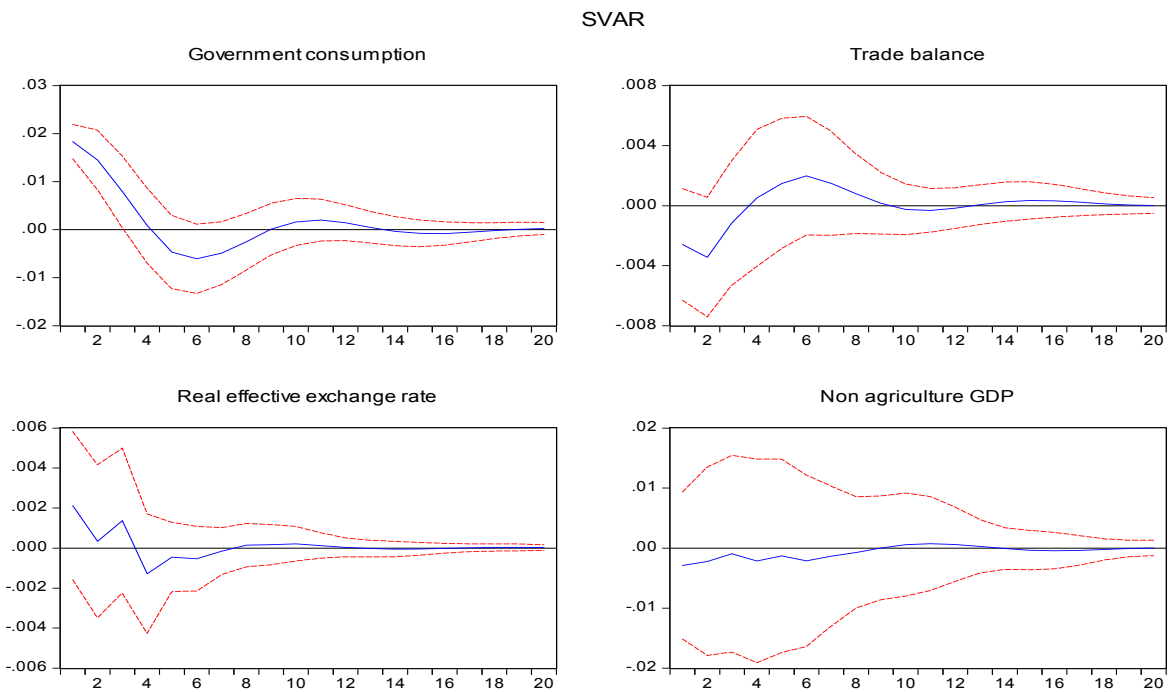 SVAR
Government consumption
.03
.02
.01
.00
-.01
-.02
2 4 6 8 10 12 14 16 18 20
Trade balance
.008
.004
.000
-.004
-.008
2 4 6 8 10 12 14 16 18 20
Real effective exchange rate
.006
.004
.002
.000
-.002
-.004
-.006
2 4 6 8 10 12 14 16 18 20
Non agriculture GDP
.02
.01
.00
-.01
-.02
2 4 6 8 10 12 14 16 18 20